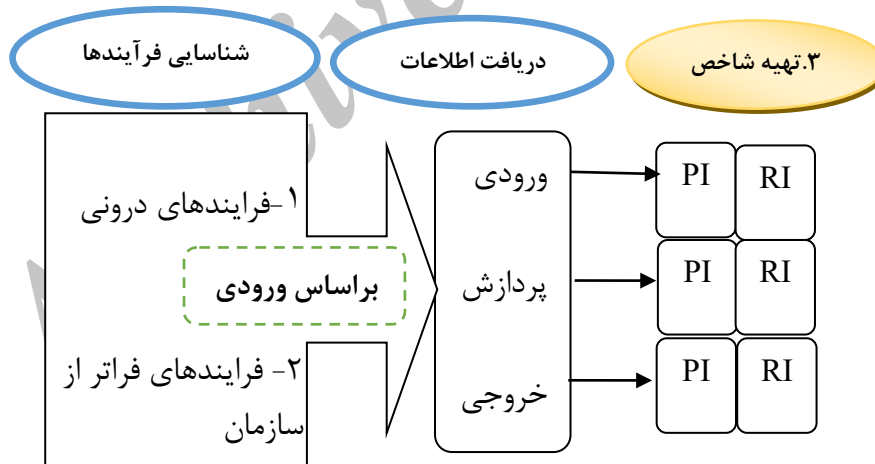 شناسایی فرآیندها
دریافت اطلاعات
۳.تهیه شاخص
۱-فرایندهای درونی
براساس ورودی
۲- فرایندهای فراتر از
سازمان
ورودی
پردازش
خروجی
PI RI
PI RI
PI RI